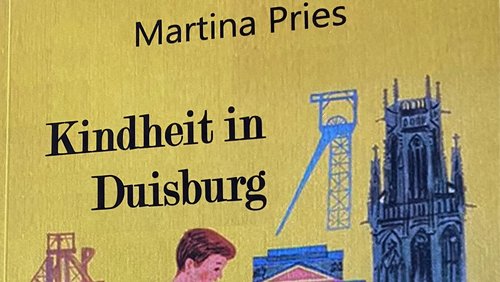 Martina Pries
Kindheit in
Duisburg